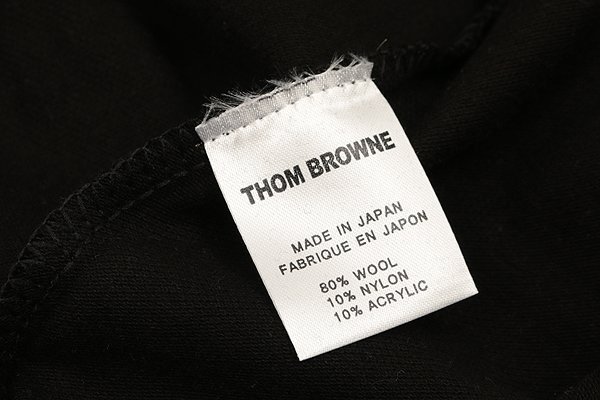 THOM BROWNE
MADE IN JAPAN
FABRIQUE EN JAPON
80% WOOL
10% NYLON
10% ACRYLIC